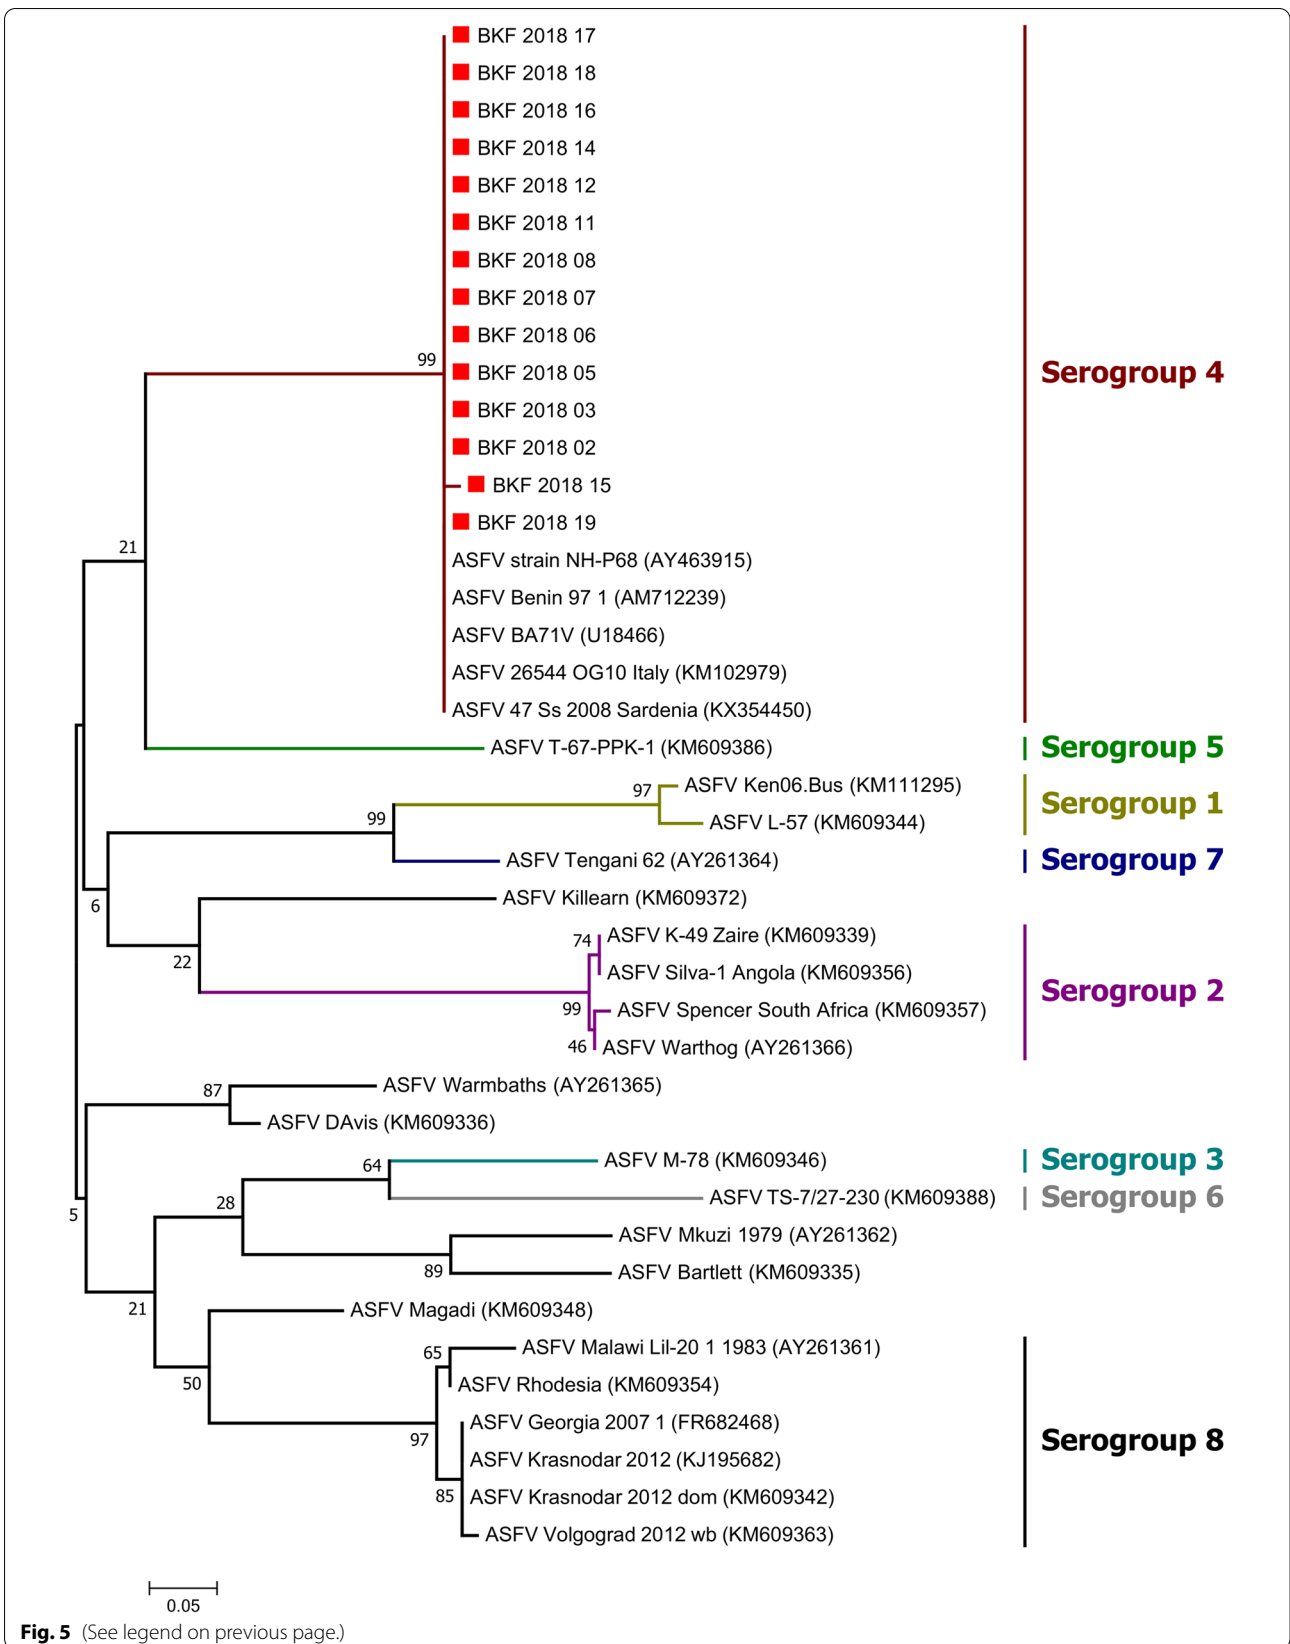 BKF 2018 17
BKF 2018 18
BKF 2018 16
BKF 2018 14
BKF 2018 12
BKF 2018 11
BKF 2018 08
BKF 2018 07
BKF 2018 06
99
BKF 2018 05
Serogroup 4
BKF 2018 03
BKF 2018 02
BKF 2018 15
BKF 2018 19
21
ASFV strain NH-P68 (AY463915)
ASFV Benin 97 1 (AM712239)
ASFV BA71V (U18466)
ASFV 26544 OG10 Italy (KM102979)
ASFV 47 Ss 2008 Sardenia (KX354450)
ASFV T-67-PPK-1 (KM609386)
Serogroup 5
97
ASFV Ken06.Bus (KM111295)
Serogroup 1
99
ASFV L-57 (KM609344)
ASFV Tengani 62 (AY261364)
Serogroup 7
6
ASFV Killearn (KM609372)
74
ASFV K-49 Zaire (KM609339)
22
ASFV Silva-1 Angola (KM609356)
Serogroup 2
99
ASFV Spencer South Africa (KM609357)
46
ASFV Warthog (AY261366)
87
ASFV Warmbaths (AY261365)
ASFV DAvis (KM609336)
64
ASFV M-78 (KM609346)
Serogroup 3
28
ASFV TS-7/27-230 (KM609388)
Serogroup 6
5
ASFV Mkuzi 1979 (AY261362)
89
ASFV Bartlett (KM609335)
21
ASFV Magadi (KM609348)
65
ASFV Malawi Lil-20 1 1983 (AY261361)
50
ASFV Rhodesia (KM609354)
ASFV Georgia 2007 1 (FR682468)
97
Serogroup 8
ASFV Krasnodar 2012 (KJ195682)
85
ASFV Krasnodar 2012 dom (KM609342)
ASFV Volgograd 2012 wb (KM609363)
0.05
Fig. 5 (See legend on previous page.)